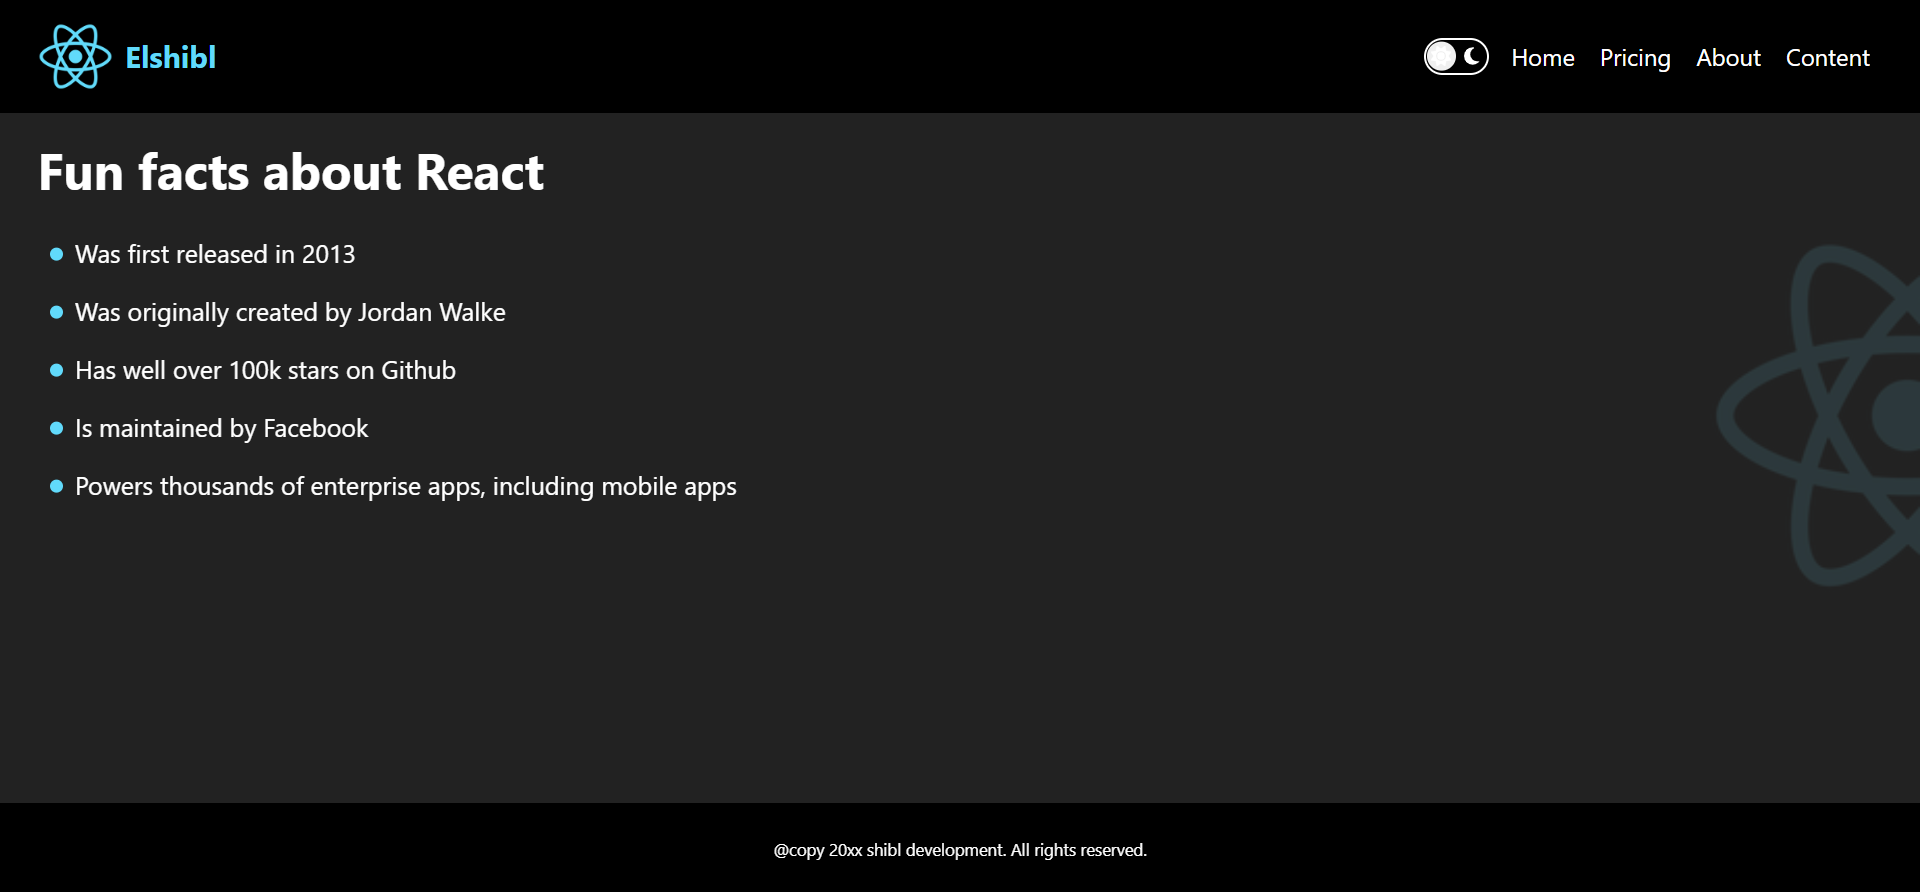 Elshibl
Home Pricing About Content
Fun facts about React
Was first released in 2013
Was originally created by Jordan Walke
Has well over 100k stars on Github
Is maintained by Facebook
Powers thousands of enterprise apps, including mobile apps
@copy 20xx shibl development. All rights reserved.